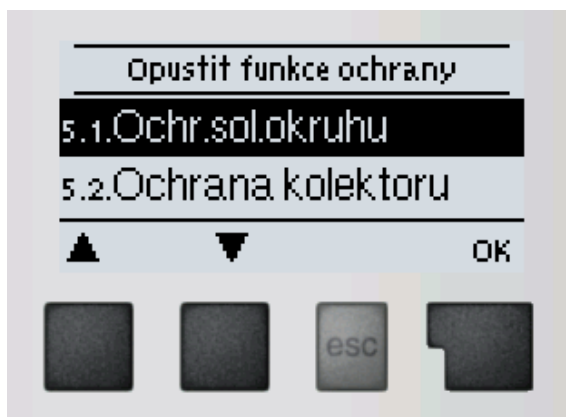 Opustit funkce ochrany
5.1.Ochr.sol.okruhu
5.2.Ochrana kolektoru
OK
esc